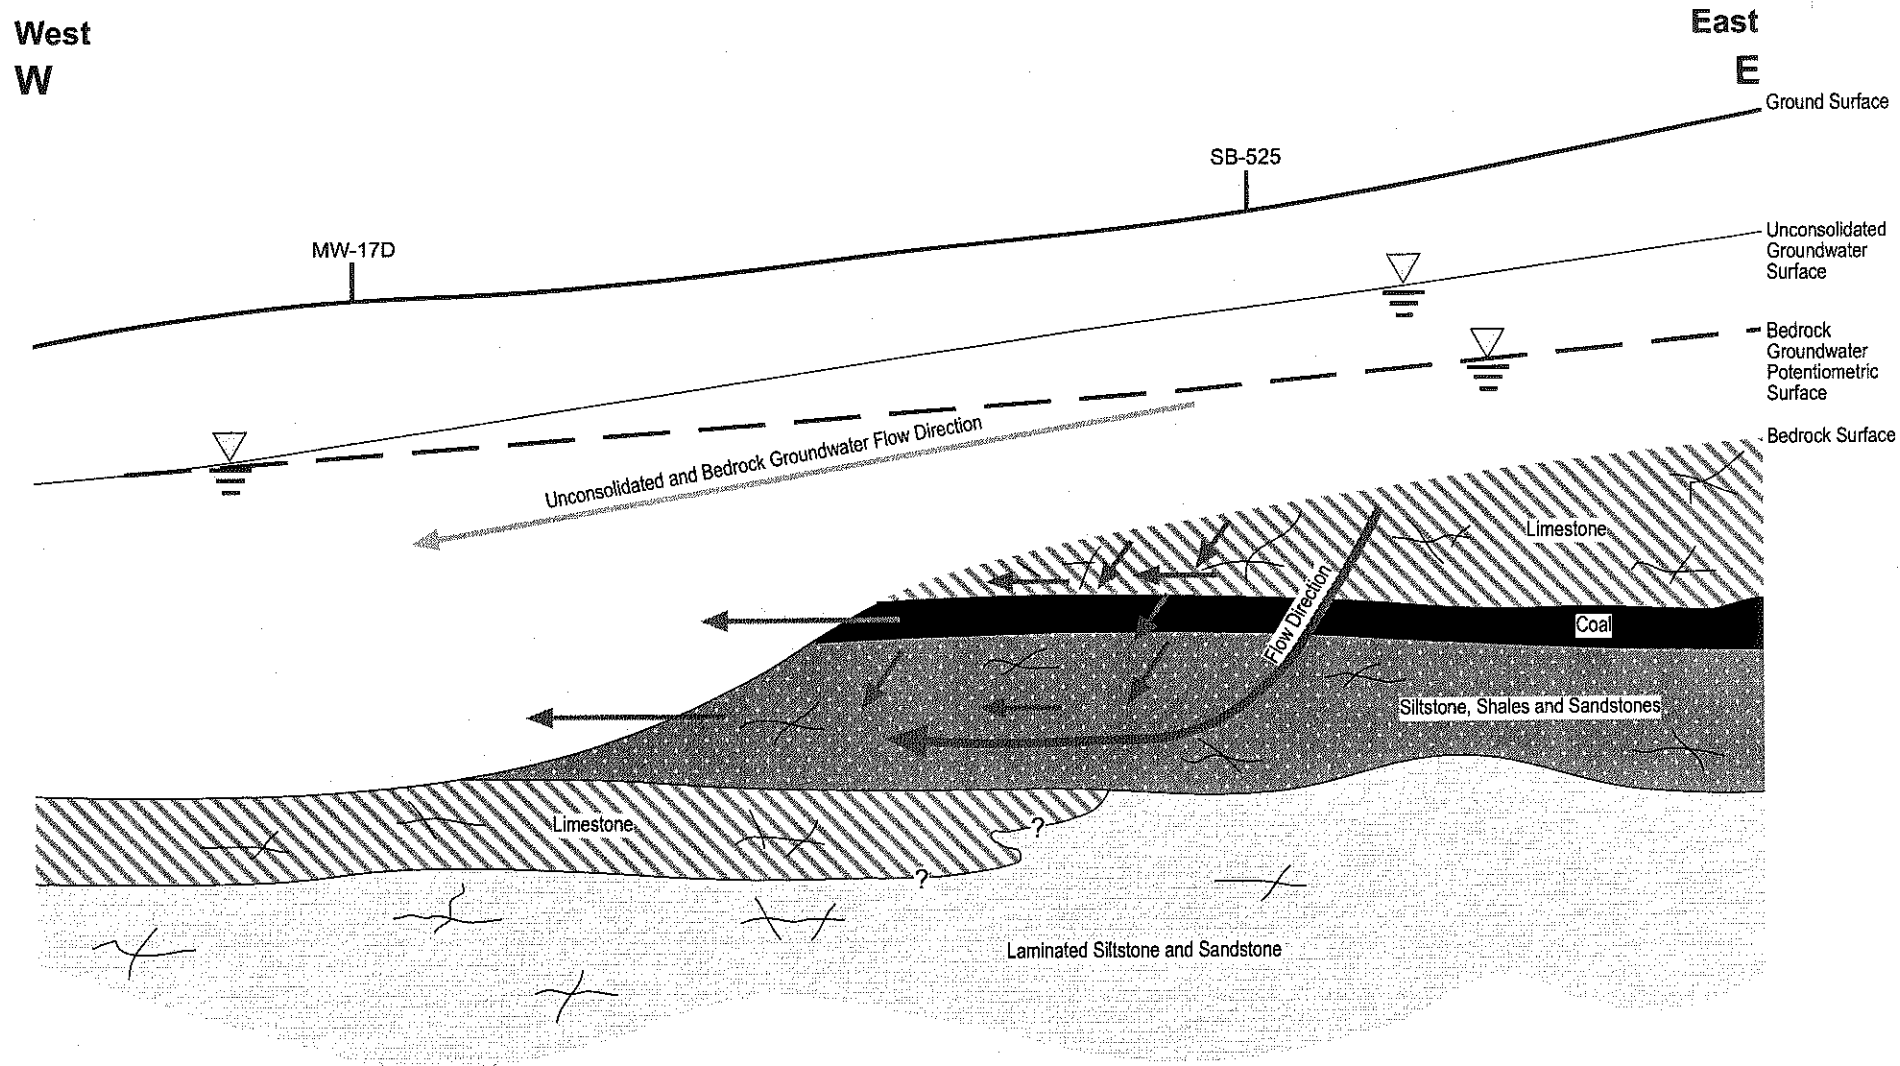 West
W
East
E
Ground Surface
SB-525
MW-17D
Unconsolidated
Groundwater
Surface
Bedrock
Groundwater
Potentiometric
Surface
Unconsolidated and Bedrock Groundwater Flow Direction
Bedrock Surface
Limestone
Flow Direction
Coal
Siltstone, Shales and Sandstones
Limestone
?
?
Laminated Siltstone and Sandstone